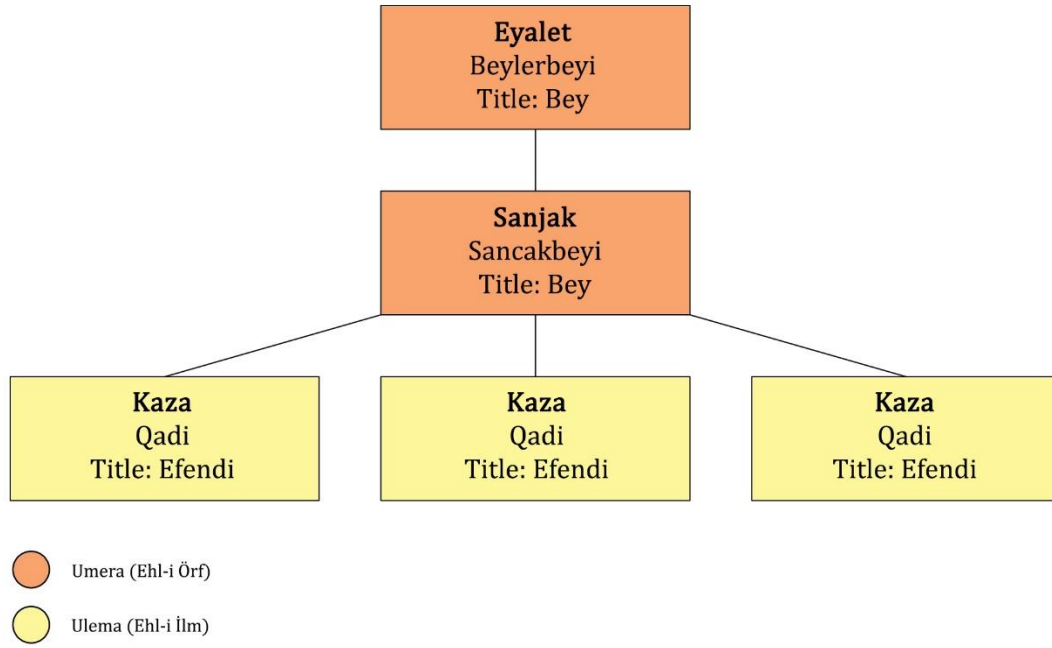 Eyalet
Beylerbeyi
Title: Bey
Sanjak
Sancakbeyi
Title: Bey
Kaza
Qadi
Title: Efendi
Kaza
Qadi
Title: Efendi
Kaza
Qadi
Title: Efendi
Umera (Ehl-i Örf)
Ulema (Ehl-i İlm)